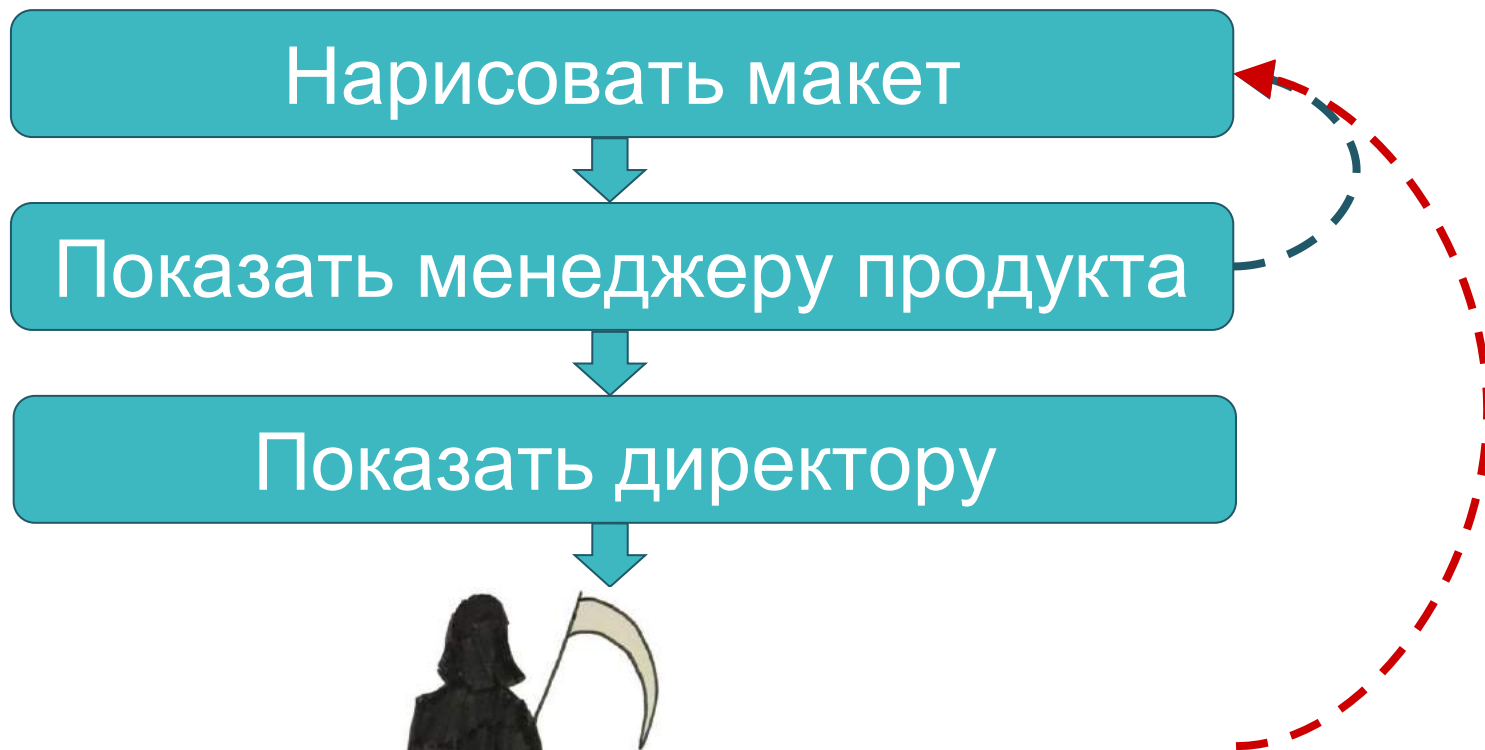 Нарисовать макет
Показать менеджеру продукта
Показать директору